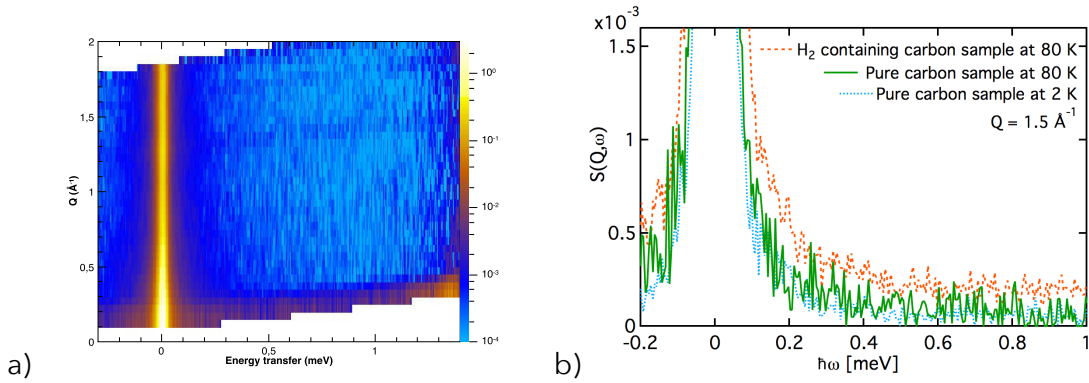 a)
2
1,5
1
0.5
0
Q (Å⁻¹)
0
0,5
1
Energy transfer (meV)
10⁰
10⁻¹
10⁻²
10⁻³
10⁻⁴
b)
x10⁻³
1.5
1
0.5
0
S(Q,ω)
-0.2
0
0.2
0.4
0.6
0.8
1
ħω [meV]
H₂ containing carbon sample at 80 K
Pure carbon sample at 80 K
Pure carbon sample at 2 K
Q = 1.5 Å⁻¹